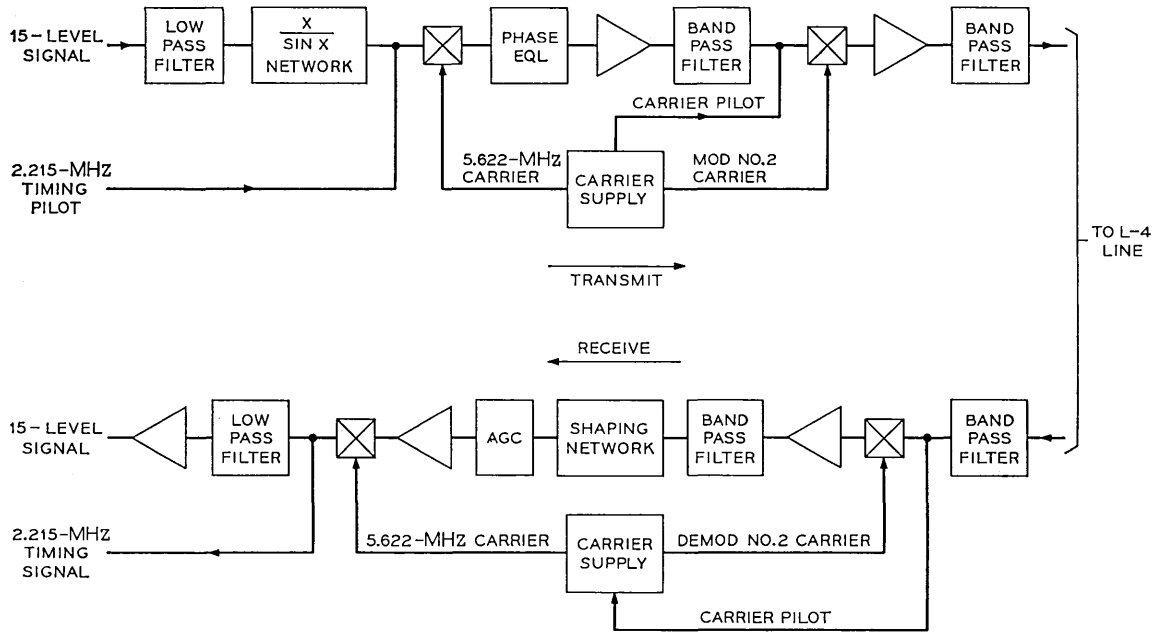 15-LEVEL
SIGNAL
LOW
PASS
FILTER
X
SIN X
NETWORK
PHASE
EQL
BAND
PASS
FILTER
BAND
PASS
FILTER
CARRIER PILOT
2.215-MHz
TIMING
PILOT
5.622-MHz
CARRIER
CARRIER
SUPPLY
MOD NO.2
CARRIER
TO L-4
LINE
TRANSMIT
RECEIVE
15-LEVEL
SIGNAL
LOW
PASS
FILTER
AGC
SHAPING
NETWORK
BAND
PASS
FILTER
BAND
PASS
FILTER
2.215-MHz
TIMING
SIGNAL
5.622-MHz CARRIER
CARRIER
SUPPLY
DEMOD NO.2 CARRIER
CARRIER PILOT